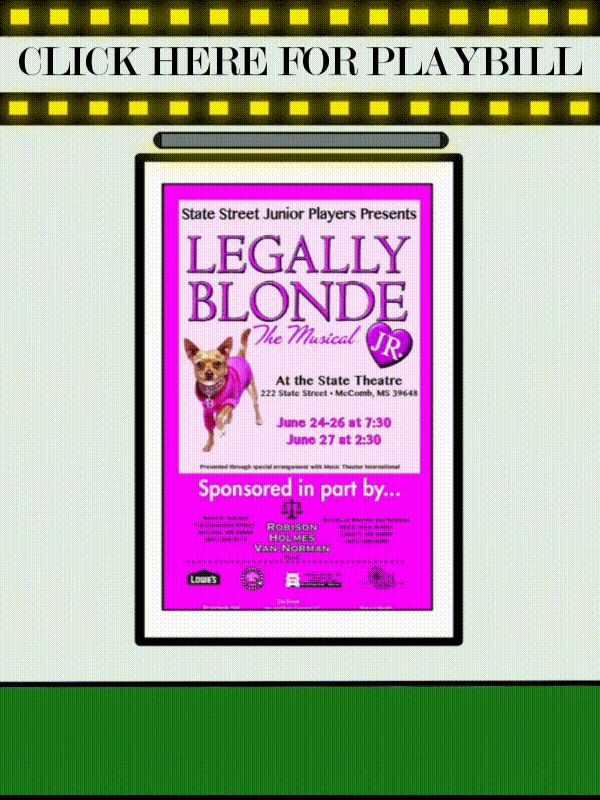 CLICK HERE FOR PLAYBILL
State Street Junior Players Presents
LEGALLY
BLONDE
The Musical
JR.
At the State Theatre
222 State Street • McComb, MS 39648
June 24-26 at 7:30
June 27 at 2:30
Presented through special arrangement with Music Theater International
Sponsored in part by...
ROBISON
HOLMES
VAN NORMAN
LOWE'S